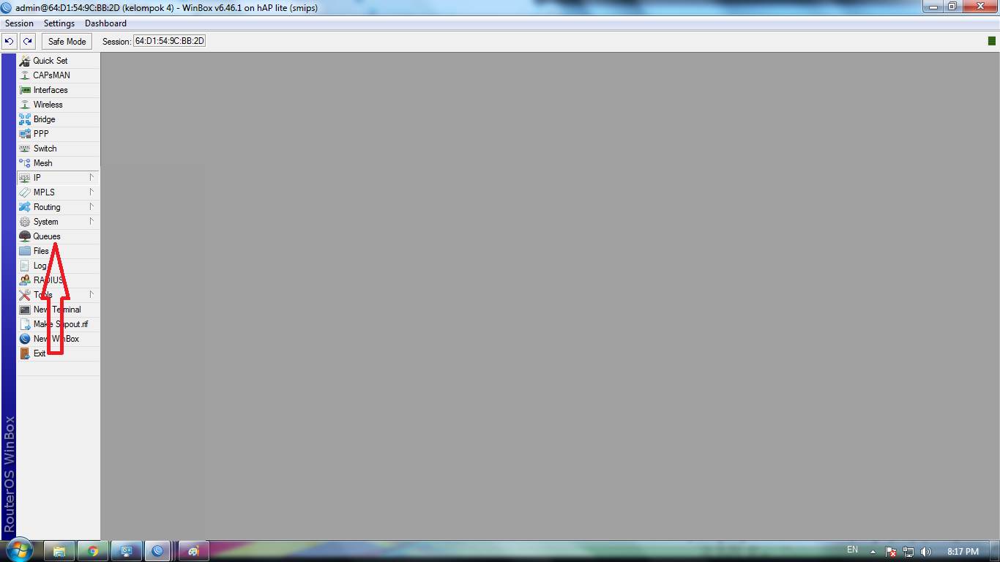 admin@64:D1:54:9C:BB:2D (kelompok 4) - WinBox v6.46.1 on hAP lite (smips)
Session Settings Dashboard
Safe Mode Session: 64:D1:54:9C:BB:2D
Quick Set
CAPsMAN
Interfaces
Wireless
Bridge
PPP
Switch
Mesh
255 IP
MPLS
Routing
System
Queues
Files
Log
RADIUS
Tools
New Terminal
Make Supout.rif
New WinBox
Exit
RouterOS WinBox
EN 8:17 PM